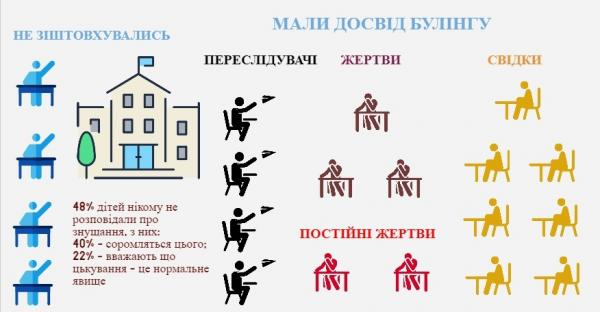 МАЛИ ДОСВІД БУЛІНГУ
НЕ ЗІШТОВХУВАЛИСЬ
ПЕРЕСЛІДУВАЧІ
ЖЕРТВИ
СВІДКИ
48% дітей нікому не
розповідали про
знущання, з них:
40% – соромляться цього;
22% – вважають що
цькування – це нормальне
явище
ПОСТІЙНІ ЖЕРТВИ